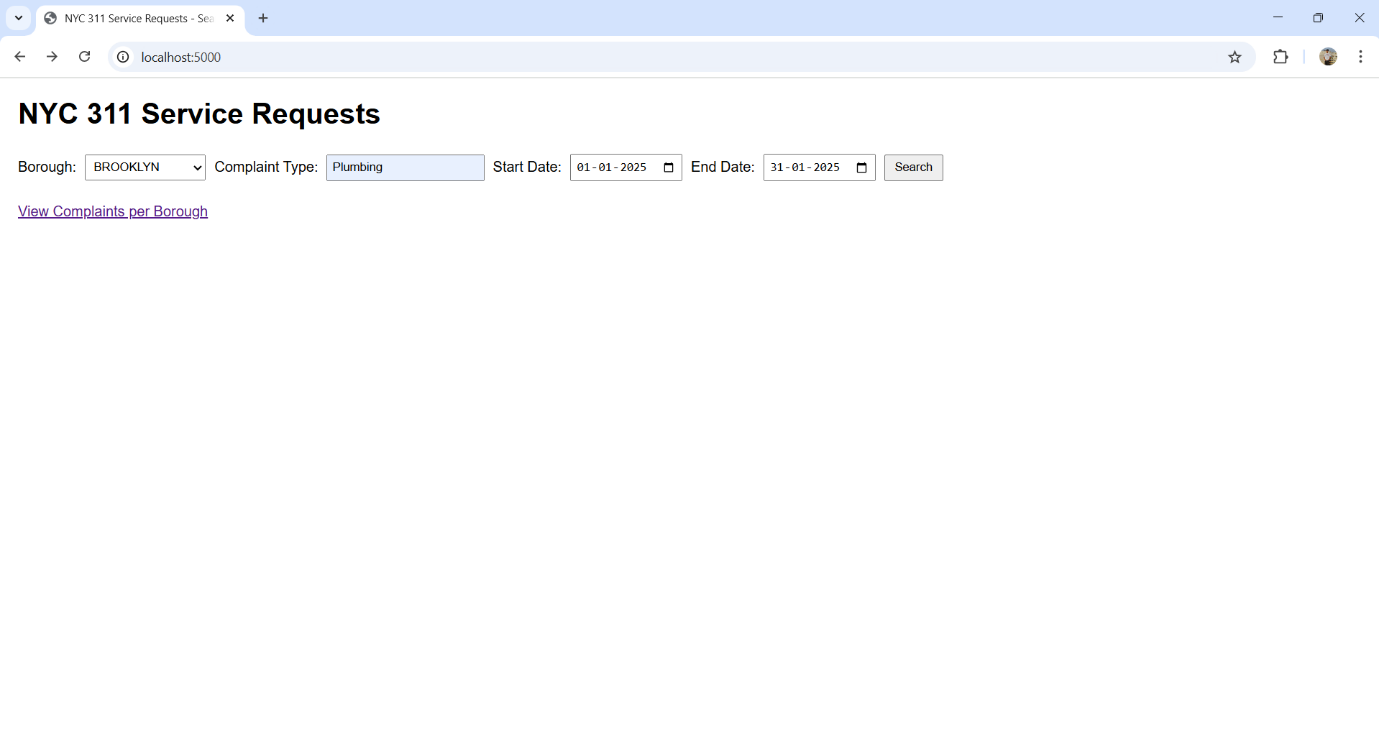 NYC 311 Service Requests - Sea
localhost:5000
NYC 311 Service Requests
Borough: BROOKLYN Complaint Type: Plumbing Start Date: 01-01-2025 End Date: 31-01-2025 Search
View Complaints per Borough